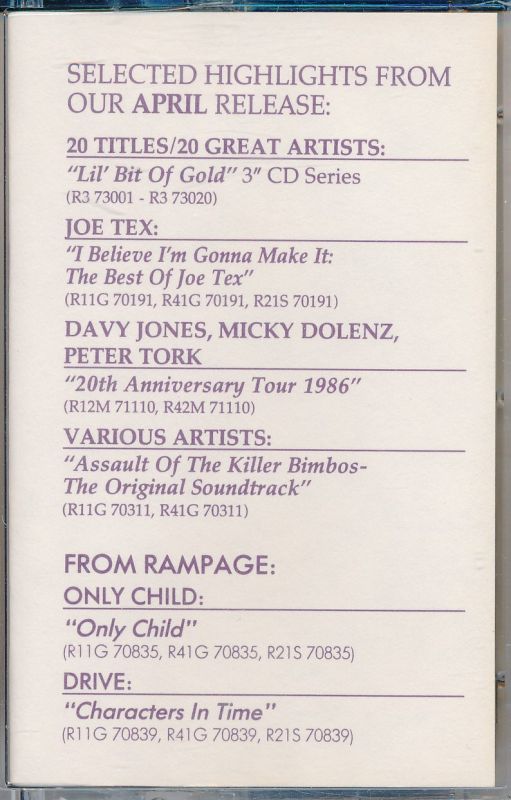 SELECTED HIGHLIGHTS FROM
OUR APRIL RELEASE:
20 TITLES/20 GREAT ARTISTS:
"Lil' Bit Of Gold" 3" CD Series
(R3 73001 - R3 73020)
JOE TEX:
"I Believe I'm Gonna Make It:
The Best Of Joe Tex"
(R11G 70191, R41G 70191, R21S 70191)
DAVY JONES, MICKY DOLENZ,
PETER TORK
"20th Anniversary Tour 1986"
(R12M 71110, R42M 71110)
VARIOUS ARTISTS:
"Assault Of The Killer Bimbos-
The Original Soundtrack"
(R11G 70311, R41G 70311)
FROM RAMPAGE:
ONLY CHILD:
"Only Child"
(R11G 70835, R41G 70835, R21S 70835)
DRIVE:
"Characters In Time"
(R11G 70839, R41G 70839, R21S 70839)